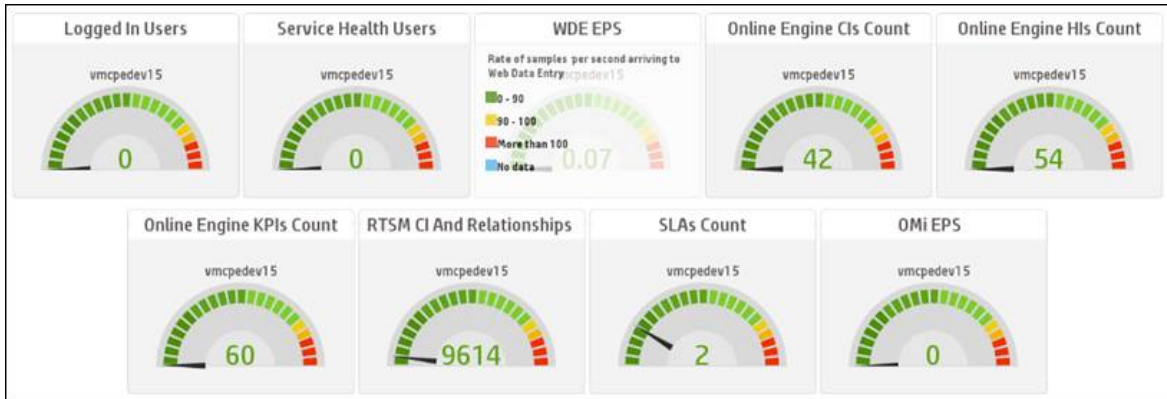 Logged In Users
vmcpedev15
0
Service Health Users
vmcpedev15
0
WDE EPS
Rate of samples per second arriving to
Web Data Entry
vmcpedev15
0 - 90
90 - 100
More than 100
No data
0.07
Online Engine CIs Count
vmcpedev15
42
Online Engine HIs Count
vmcpedev15
54
Online Engine KPIs Count
vmcpedev15
60
RTSM CI And Relationships
vmcpedev15
9614
SLAs Count
vmcpedev15
2
OMi EPS
vmcpedev15
0